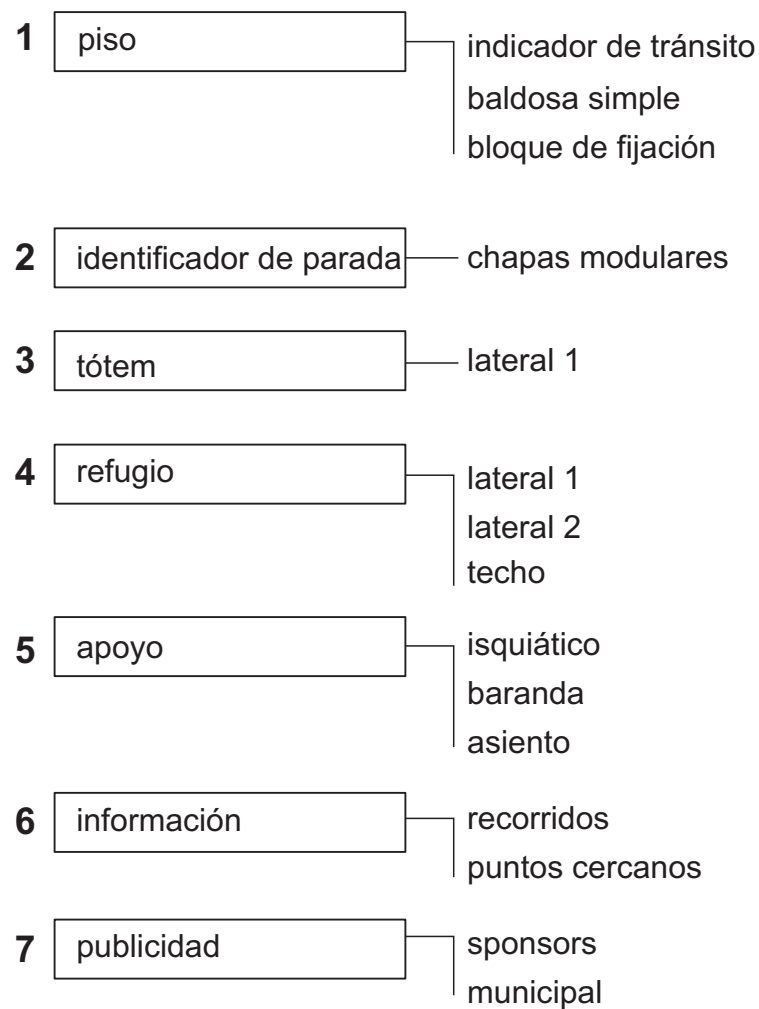 1 piso
indicador de tránsito
baldosa simple
bloque de fijación
2 identificador de parada
chapas modulares
3 tótem
lateral 1
4 refugio
lateral 1
lateral 2
techo
5 apoyo
isquiático
baranda
asiento
6 información
recorridos
puntos cercanos
7 publicidad
sponsors
municipal